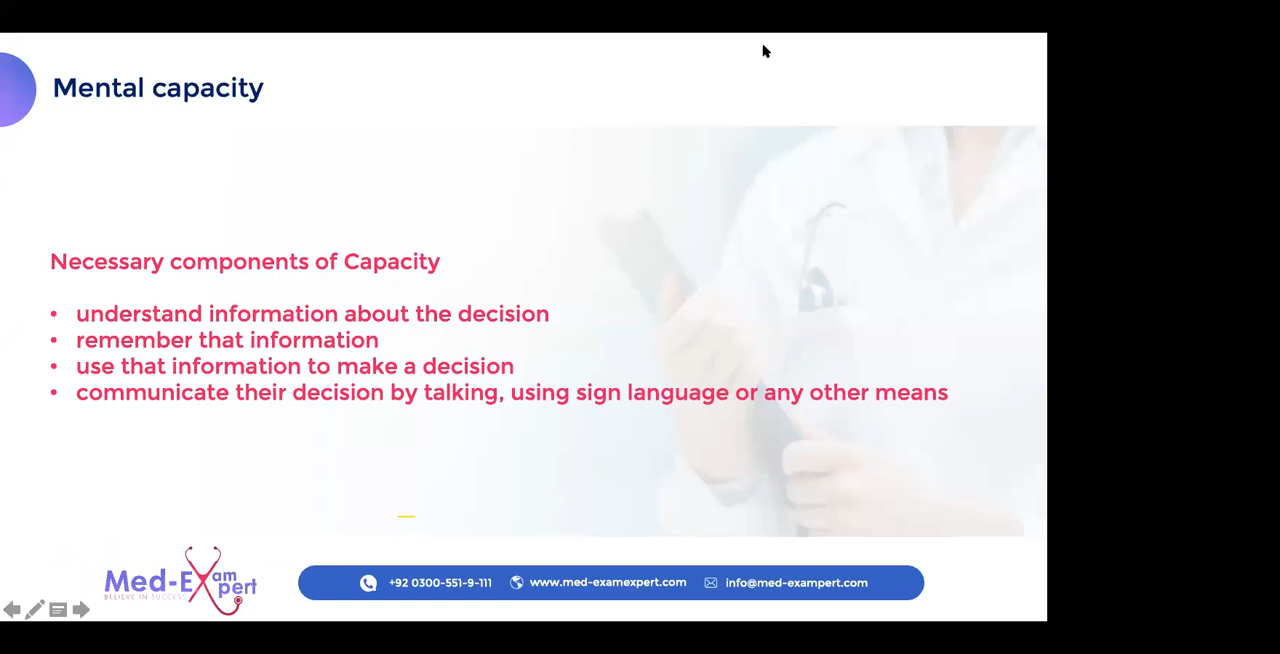 Mental capacity
Necessary components of Capacity
• understand information about the decision
• remember that information
• use that information to make a decision
• communicate their decision by talking, using sign language or any other means
Med-Exam Xpert
BELIEVE IN SUCCESS
+92 0300-551-9-111 www.med-examexpert.com info@med-exampert.com